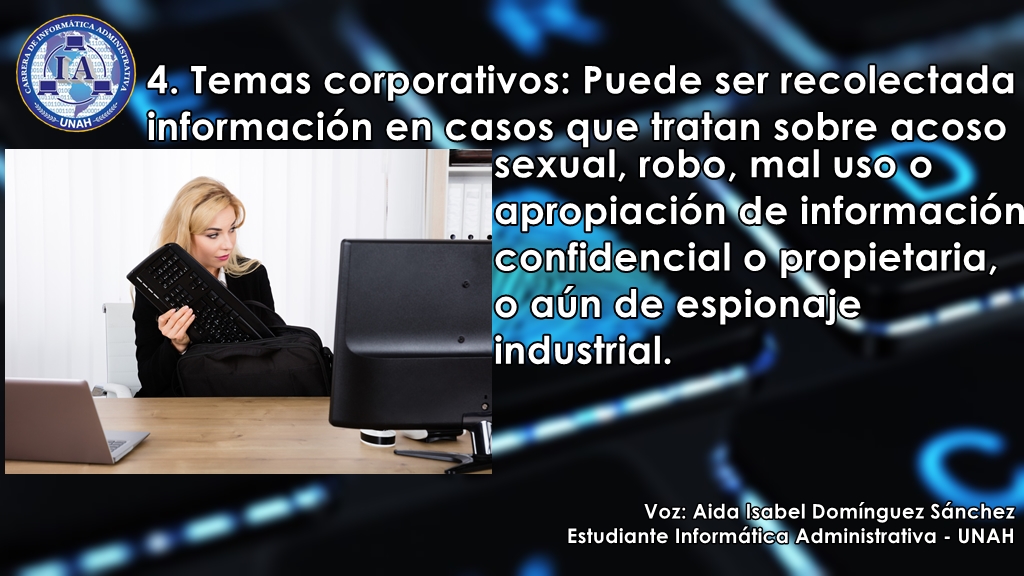 CARRERA DE INFORMÁTICA ADMINISTRATIVA
IA
UNAH
4. Temas corporativos: Puede ser recolectada
información en casos que tratan sobre acoso
sexual, robo, mal uso o
apropiación de información
confidencial o propietaria,
o aún de espionaje
industrial.
Voz: Aida Isabel Domínguez Sánchez
Estudiante Informática Administrativa - UNAH